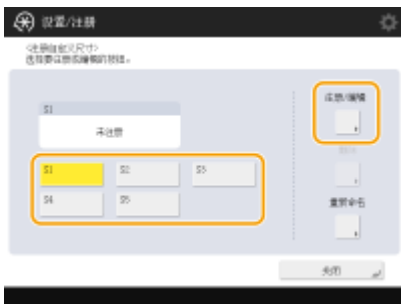 设置/注册
<注册自定义尺寸>
选择要注册或编辑的按钮。
S1
未注册
S1
S2
S3
S4
S5
注册/编辑
删除
重新命名
关闭